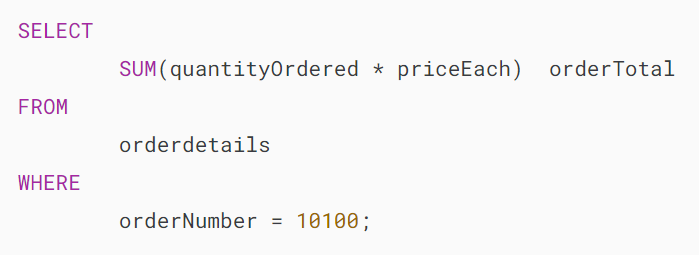 SELECT
SUM(quantityOrdered * priceEach)  orderTotal
FROM
orderdetails
WHERE
orderNumber = 10100;